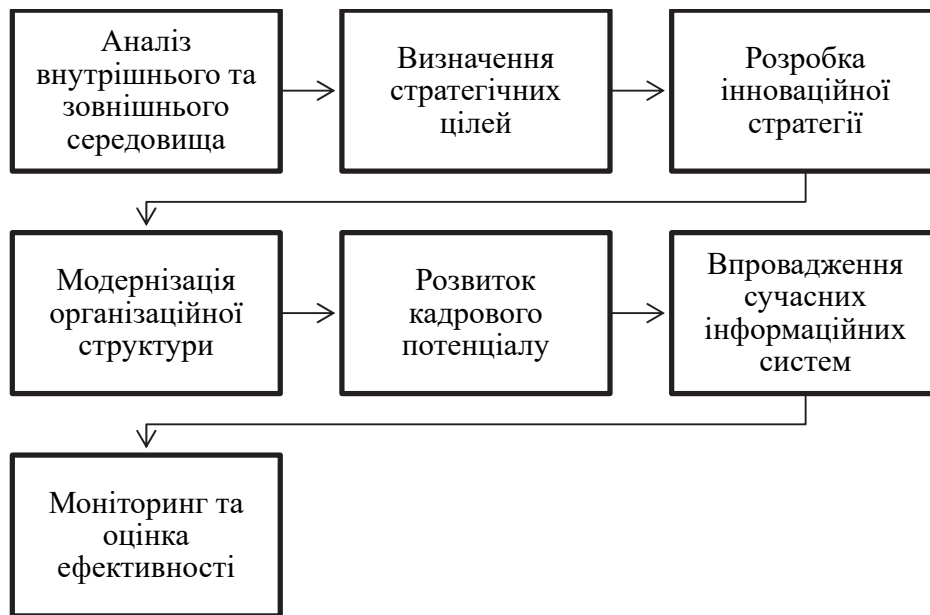 Аналіз
внутрішнього та
зовнішнього
середовища
Визначення
стратегічних
цілей
Розробка
інноваційної
стратегії
Модернізація
організаційної
структури
Розвиток
кадрового
потенціалу
Впровадження
сучасних
інформаційних
систем
Моніторинг та
оцінка
ефективності